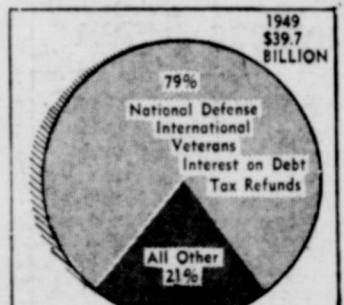 1949
$39.7
BILLION
79%
National Defense
International
Veterans
Interest on Debt
Tax Refunds
All Other
21%